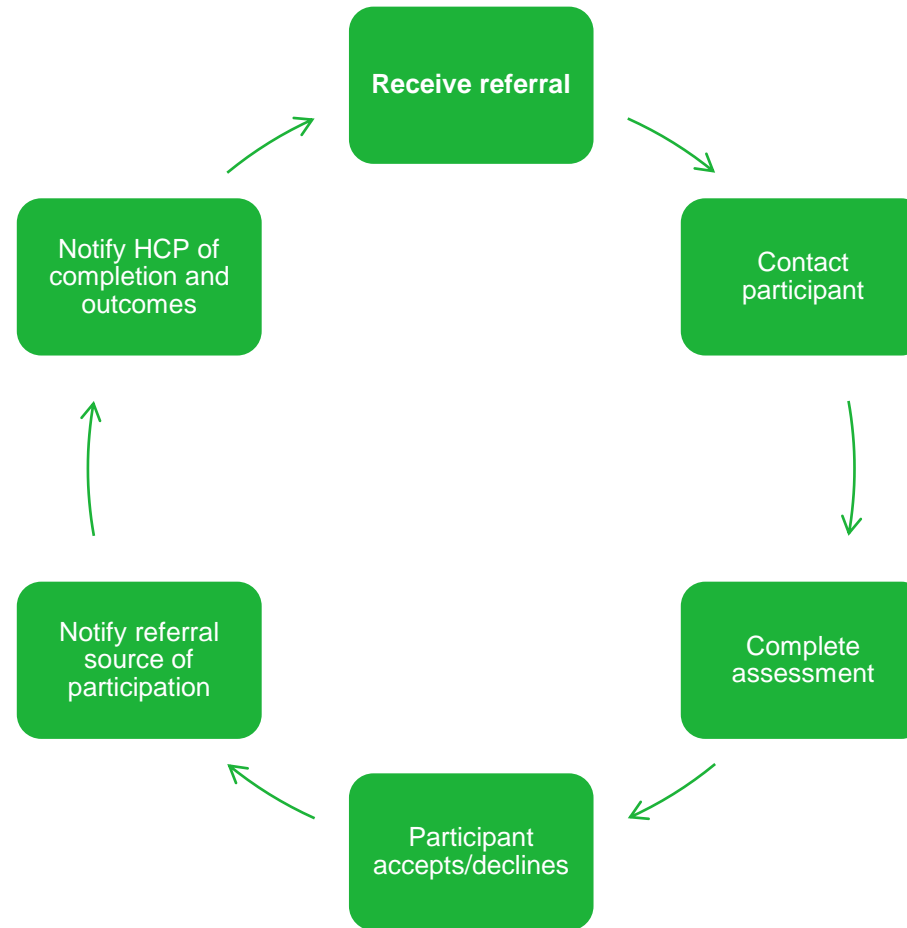 Receive referral
Contact
participant
Complete
assessment
Participant
accepts/declines
Notify referral
source of
participation
Notify HCP of
completion and
outcomes